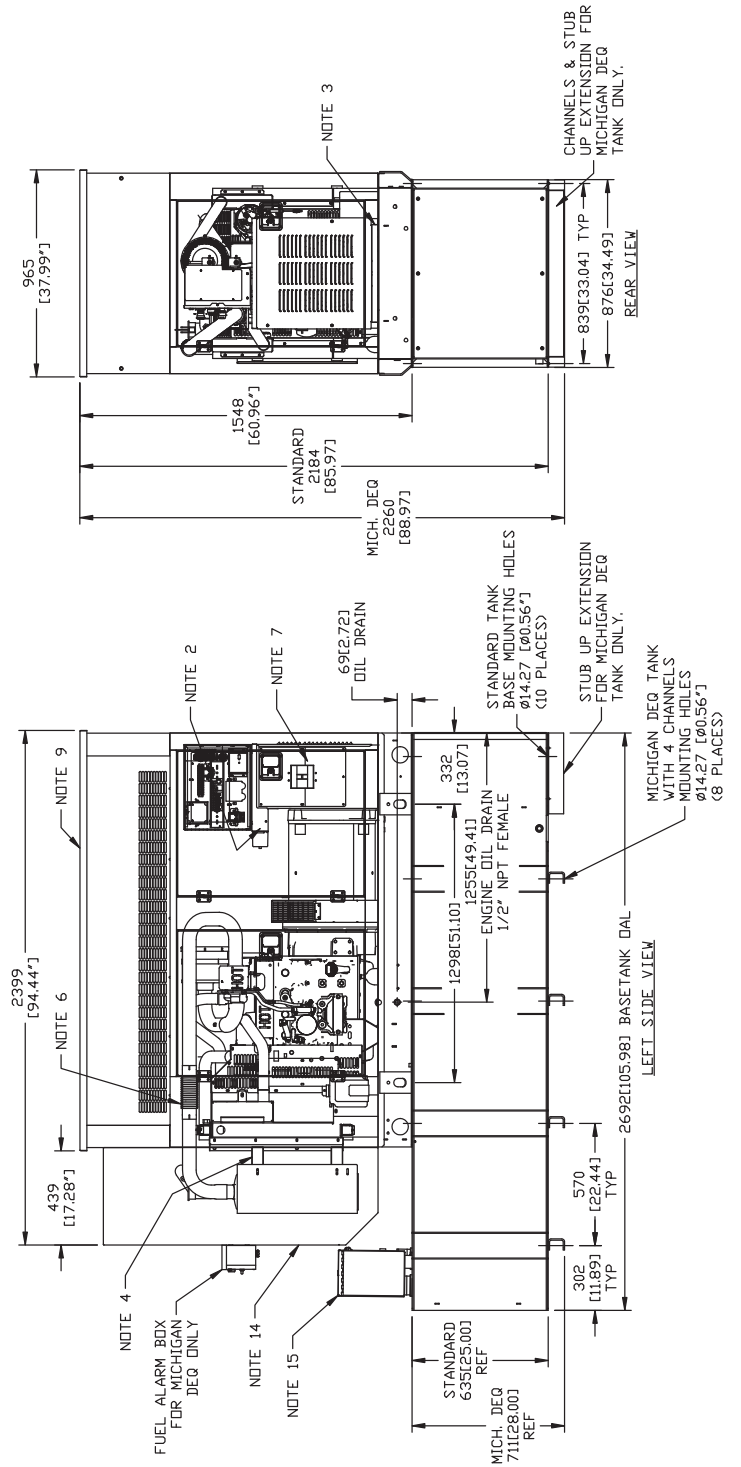 965
[37.99"]
NOTE 3
1548
[60.96"]
STANDARD
2184
[85.97]
MICH. DEQ
2260
[88.97]
839[33.04] TYP
876[34.49]
REAR VIEW
CHANNELS & STUB
UP EXTENSION FOR
MICHIGAN DEQ
TANK ONLY.
2399
[94.44"]
439
[17.28"]
NOTE 6
NOTE 9
NOTE 2
NOTE 7
NOTE 4
FUEL ALARM BOX
FOR MICHIGAN
DEQ ONLY
NOTE 14
NOTE 15
HOT
HOT
69[2.72]
OIL DRAIN
332
[13.07]
1255[49.41]
ENGINE OIL DRAIN
1/2" NPT FEMALE
1298[51.10]
STANDARD TANK
BASE MOUNTING HOLES
ø14.27 [ø0.56"]
(10 PLACES)
STUB UP EXTENSION
FOR MICHIGAN DEQ
TANK ONLY.
MICHIGAN DEQ TANK
WITH 4 CHANNELS
MOUNTING HOLES
ø14.27 [ø0.56"]
(8 PLACES)
STANDARD
635[25.00]
REF
MICH. DEQ
711[28.00]
REF
302
[11.89]
TYP
570
[22.44]
TYP
2692[105.98] BASETANK OAL
LEFT SIDE VIEW